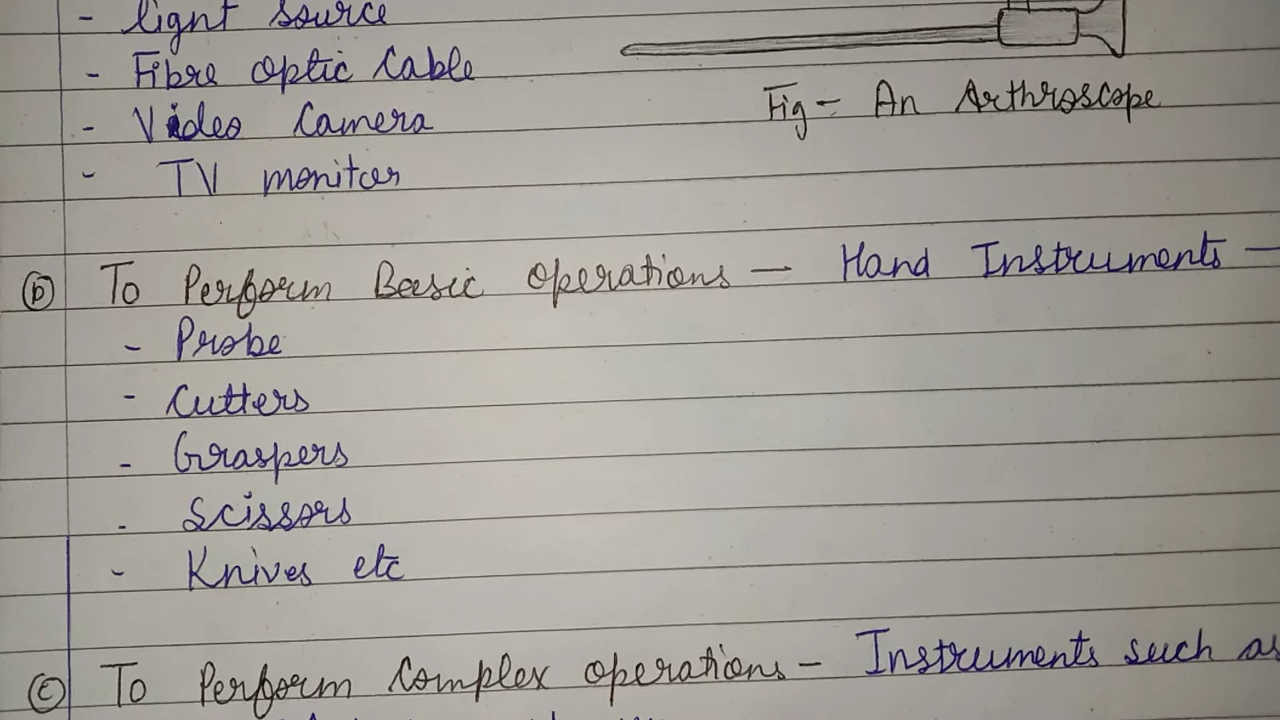 - light source
- Fibre optic Cable
- Video Camera
- TV monitor
Fig - An Arthroscope
(b) To Perform Basic operations - Hand Instruments -
- Probe
- Cutters
- Graspers
- Scissors
- Knives etc
(c) To Perform Complex operations - Instruments such as